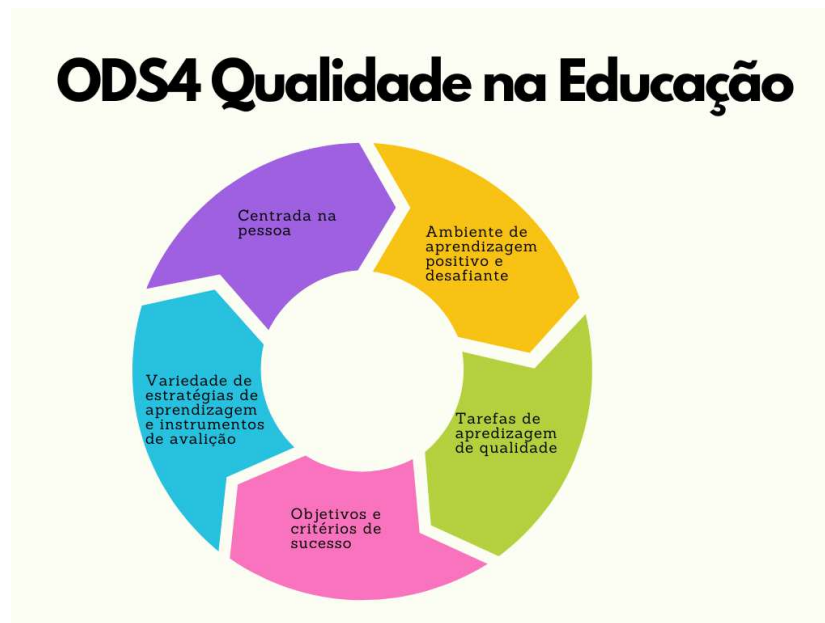 ODS4 Qualidade na Educação
Centrada na
pessoa
Ambiente de
aprendizagem
positivo e
desafiante
Tarefas de
apredizagem
de qualidade
Objetivos e
critérios de
sucesso
Variedade de
estratégias de
aprendizagem
e instrumentos
de avalição